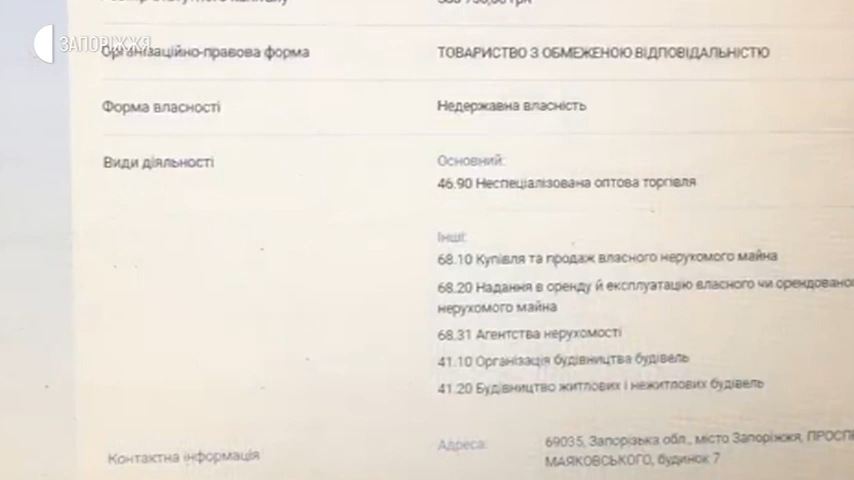 ЗАПОРІЖЖЯ
Організаційно-правова форма
ТОВАРИСТВО З ОБМЕЖЕНОЮ ВІДПОВІДАЛЬНІСТЮ
Форма власності
Недержавна власність
Види діяльності
Основний:
46.90 Неспеціалізована оптова торгівля
Інші:
68.10 Купівля та продаж власного нерухомого майна
68.20 Надання в оренду й експлуатацію власного чи орендованого
нерухомого майна
68.31 Агентства нерухомості
41.10 Організація будівництва будівель
41.20 Будівництво житлових і нежитлових будівель
Контактна інформація
Адреса:
69035, Запорізька обл., місто Запоріжжя,
МАЯКОВСЬКОГО, будинок 7